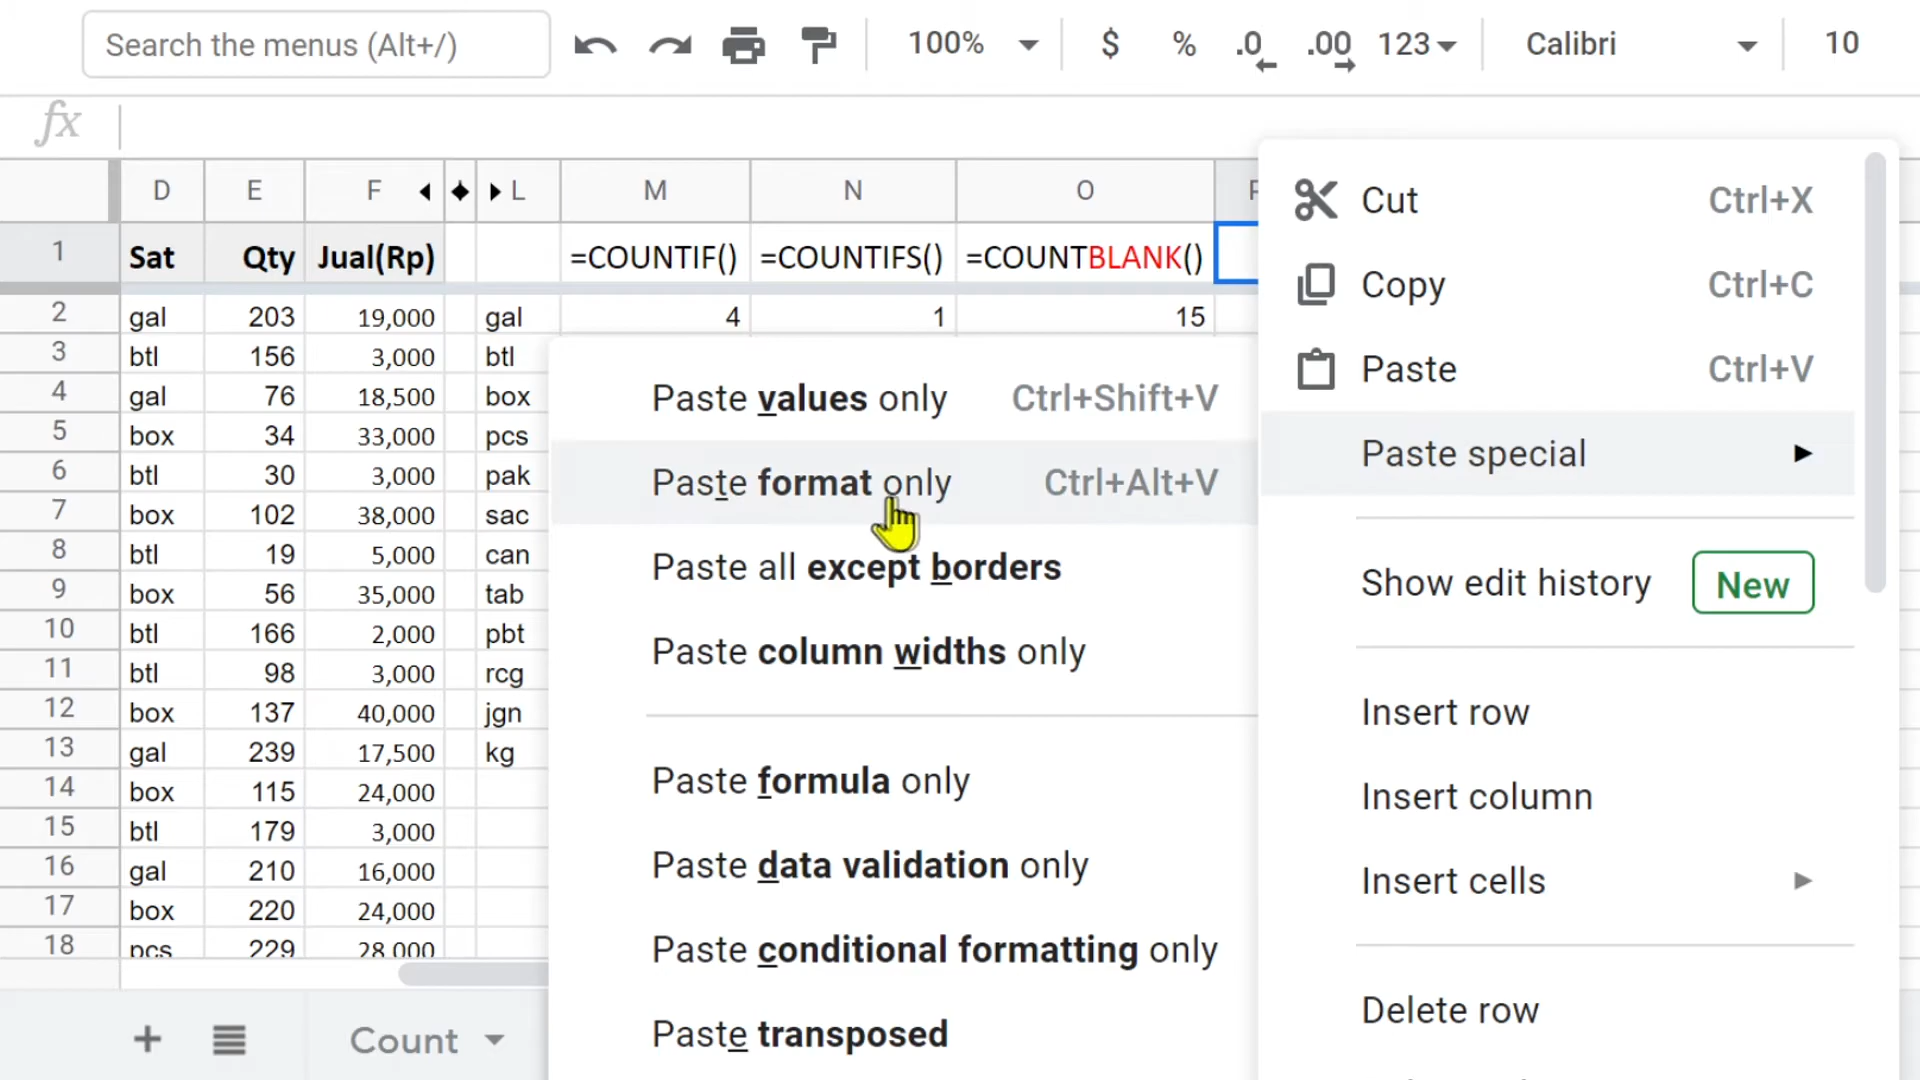 Search the menus (Alt+/) 100% $ % .0 .00 123 Calibri 10
fx
D E F L M N O
1 Sat Qty Jual(Rp) =COUNTIF() =COUNTIFS() =COUNTBLANK()
2 gal 203 19,000 gal 4 1 15
3 btl 156 3,000 btl
4 gal 76 18,500 box
5 box 34 33,000 pcs
6 btl 30 3,000 pak
7 box 102 38,000 sac
8 btl 19 5,000 can
9 box 56 35,000 tab
10 btl 166 2,000 pbt
11 btl 98 3,000 rcg
12 box 137 40,000 jgn
13 gal 239 17,500 kg
14 box 115 24,000
15 btl 179 3,000
16 gal 210 16,000
17 box 220 24,000
18 pcs 229 28,000
Count
Paste values only Ctrl+Shift+V
Paste format only Ctrl+Alt+V
Paste all except borders
Paste column widths only
Paste formula only
Paste data validation only
Paste conditional formatting only
Paste transposed
Cut Ctrl+X
Copy Ctrl+C
Paste Ctrl+V
Paste special
Show edit history New
Insert row
Insert column
Insert cells
Delete row